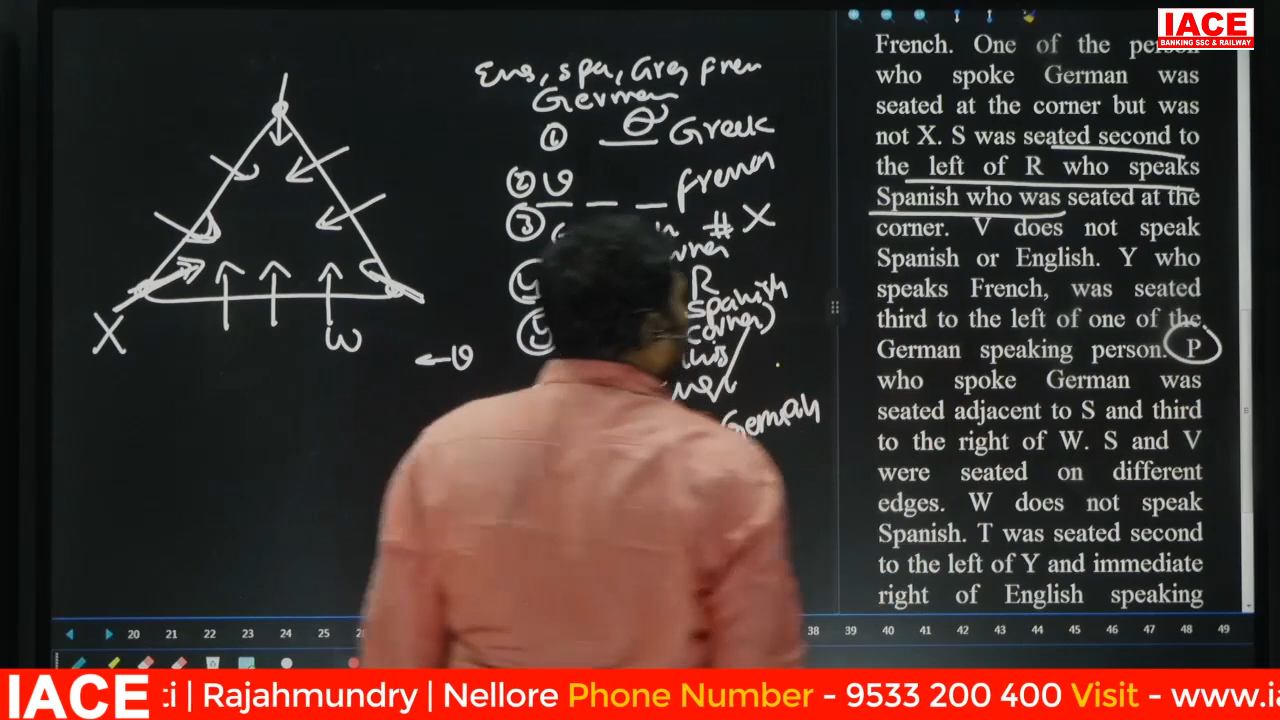 IACE
BANKING SSC & RAILWAY
French. One of the person
who spoke German was
seated at the corner but was
not X. S was seated second to
the left of R who speaks
Spanish who was seated at the
corner. V does not speak
Spanish or English. Y who
speaks French, was seated
third to the left of one of the
German speaking person. P
who spoke German was
seated adjacent to S and third
to the right of W. S and V
were seated on different
edges. W does not speak
Spanish. T was seated second
to the left of Y and immediate
right of English speaking
Eng, Spa, Gre, Fren
German
① Greek
② V _ _ _ French
③ # X
R
Spanish
corner)
German
X
W
← V
20 21 22 23 24 25 38 39 40 41 42 43 44 45 46 47 48 49
IACE | Rajahmundry | Nellore Phone Number - 9533 200 400 Visit - www.i